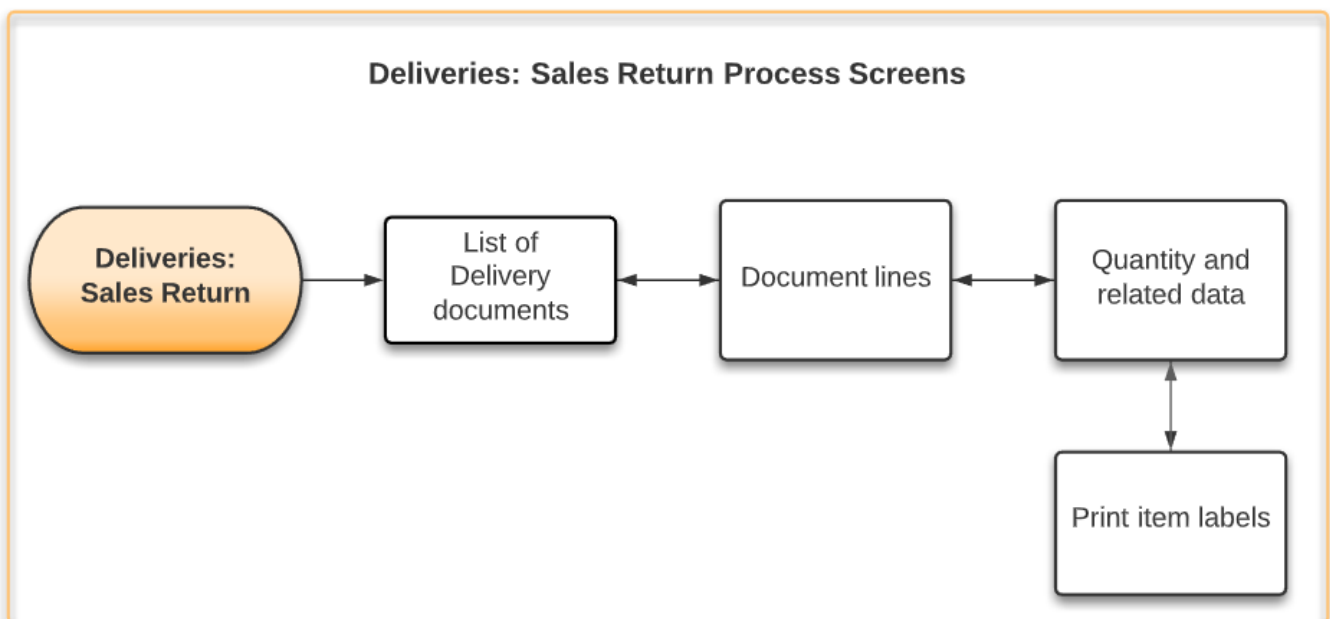 Deliveries: Sales Return Process Screens
Deliveries:
Sales Return
List of
Delivery
documents
Document lines
Quantity and
related data
Print item labels